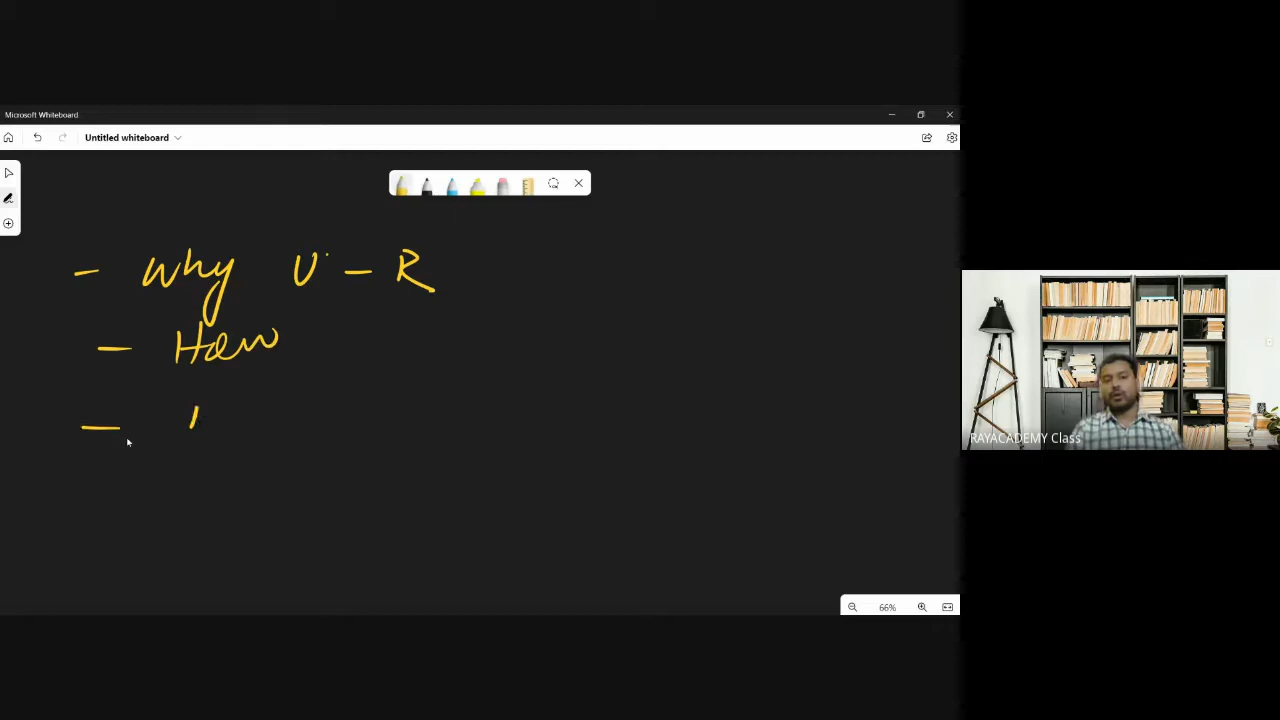 Microsoft Whiteboard
Untitled whiteboard
- Why U - R
- How
-
66%
RAYACADEMY Class